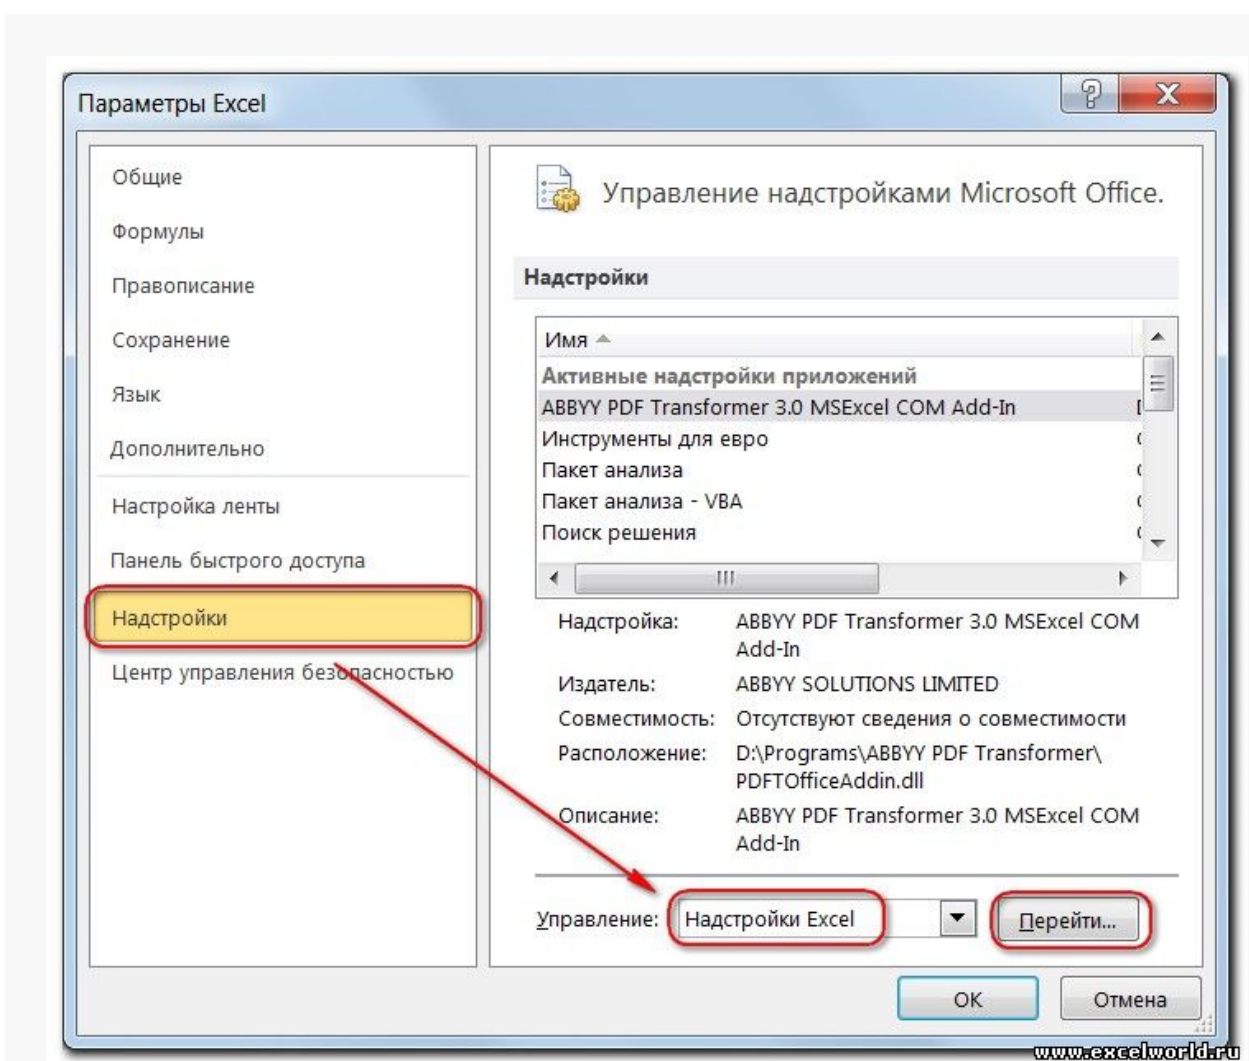 Параметры Excel
Общие
Формулы
Правописание
Сохранение
Язык
Дополнительно
Настройка ленты
Панель быстрого доступа
Надстройки
Центр управления безопасностью
Управление надстройками Microsoft Office.
Надстройки
Имя
Активные надстройки приложений
ABBYY PDF Transformer 3.0 MSExcel COM Add-In
Инструменты для евро
Пакет анализа
Пакет анализа - VBA
Поиск решения
Надстройка: ABBYY PDF Transformer 3.0 MSExcel COM
Add-In
Издатель: ABBYY SOLUTIONS LIMITED
Совместимость: Отсутствуют сведения о совместимости
Расположение: D:\Programs\ABBYY PDF Transformer\
PDFTOfficeAddin.dll
Описание: ABBYY PDF Transformer 3.0 MSExcel COM
Add-In
Управление: Надстройки Excel Перейти...
ОК Отмена
www.excelworld.ru